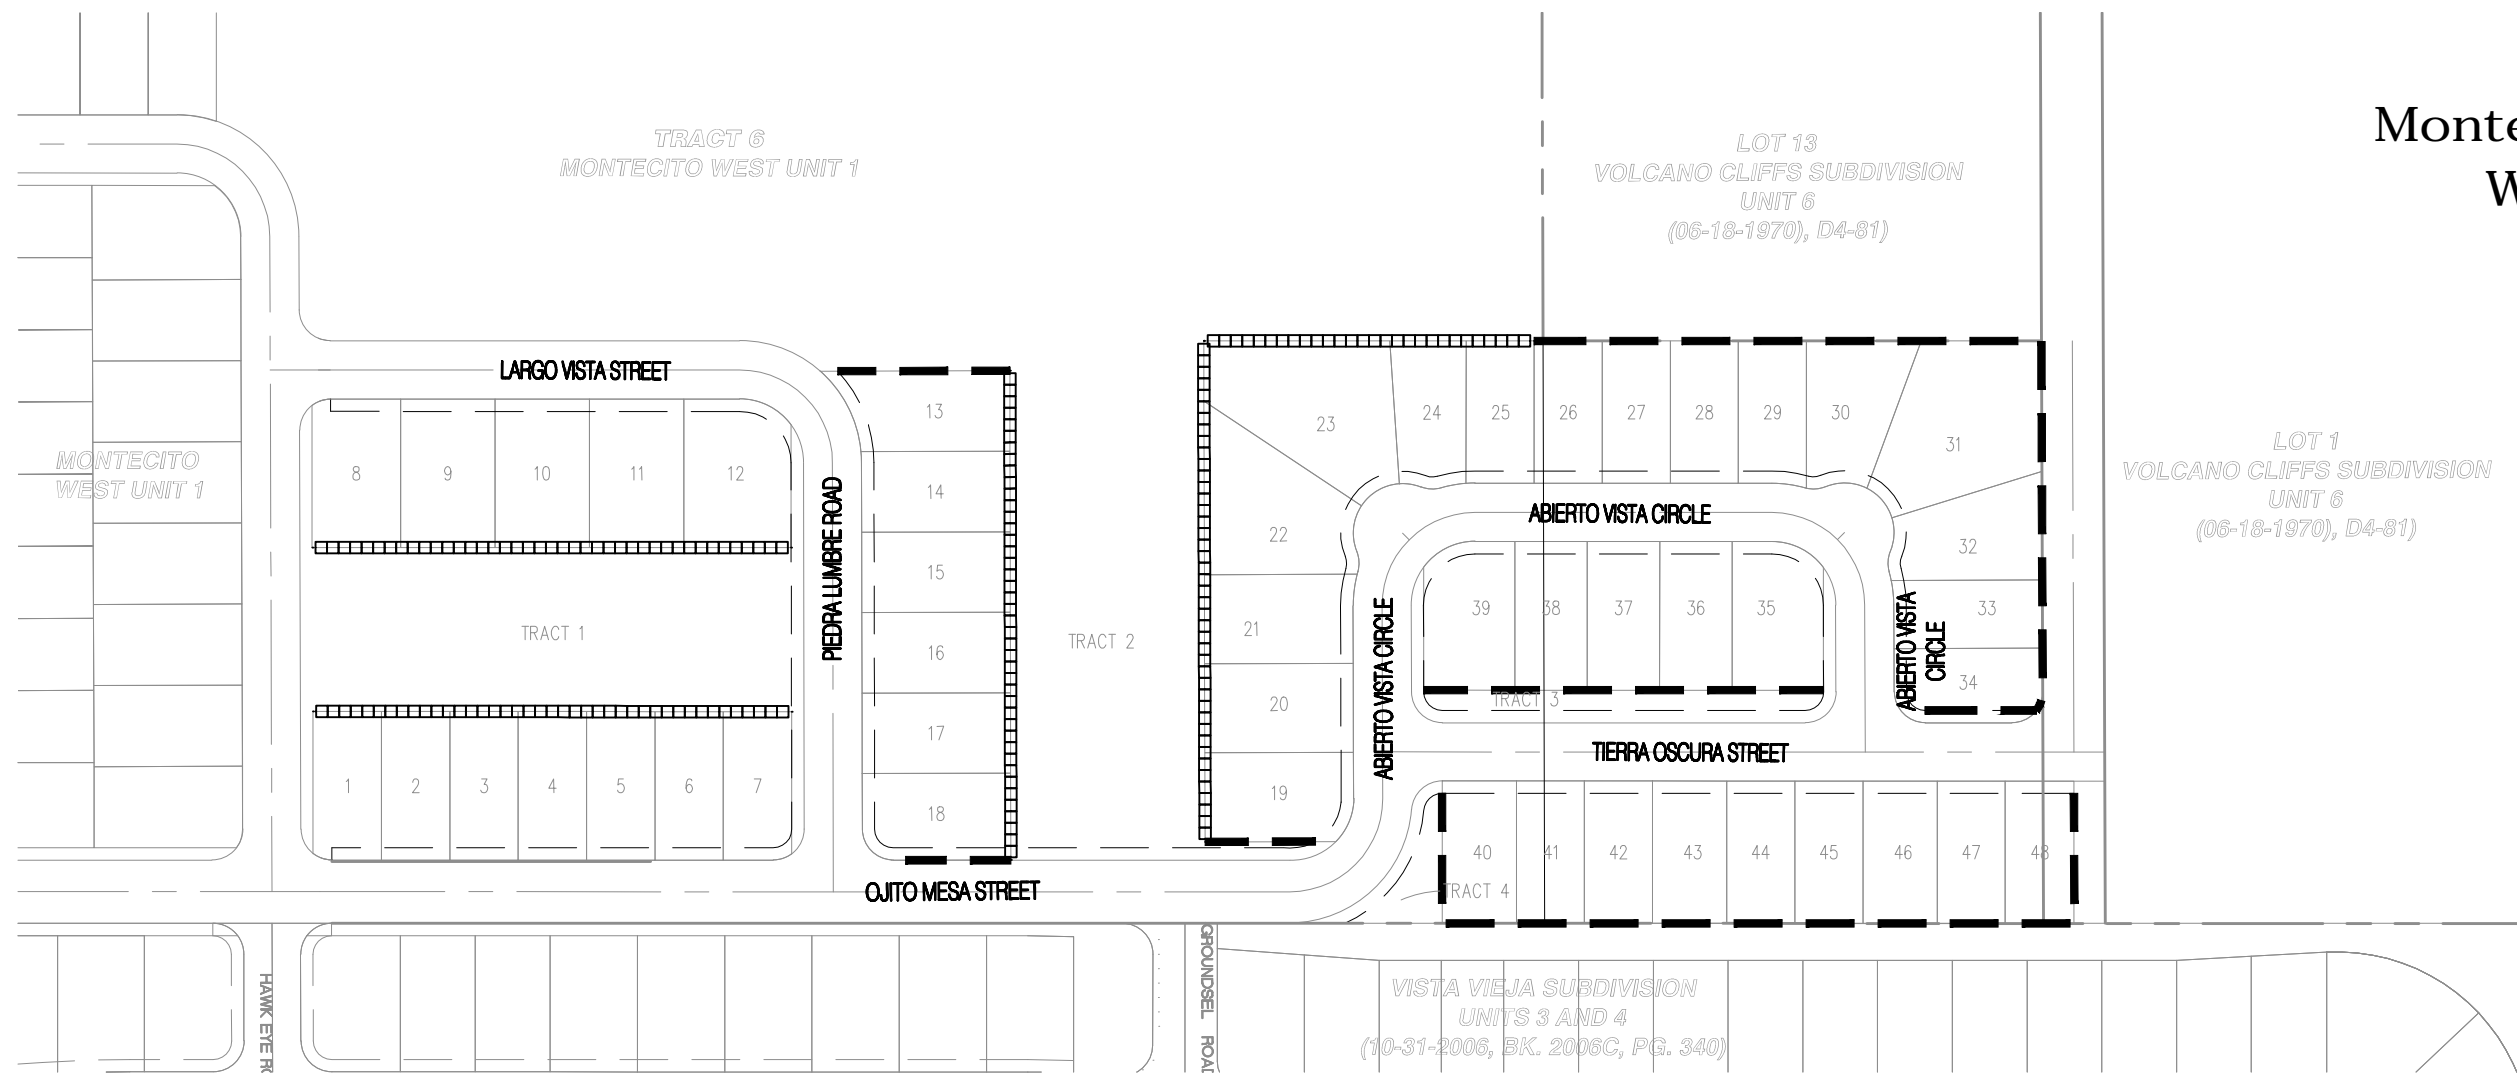 TRACT 6
MONTECITO WEST UNIT 1
LOT 13
VOLCANO CLIFFS SUBDIVISION
UNIT 6
(06-18-1970), D4-81)
LARGO VISTA STREET
13
23
24
25
26
27
28
29
30
31
MONTECITO
WEST UNIT 1
8
9
10
11
12
14
LOT 1
VOLCANO CLIFFS SUBDIVISION
UNIT 6
(06-18-1970), D4-81)
PIEDRA LUMBRE ROAD
15
22
ABIERTO VISTA CIRCLE
32
TRACT 1
16
TRACT 2
21
ABIERTO VISTA CIRCLE
39
38
37
36
35
ABIERTO VISTA
CIRCLE
33
34
17
20
TRACT 3
TIERRA OSCURA STREET
1
2
3
4
5
6
7
18
19
40
41
42
43
44
45
46
47
48
OJITO MESA STREET
TRACT 4
HAWK EYE
GROUNDSEL
VISTA VIEJA SUBDIVISION
UNITS 3 AND 4
(10-31-2006, BK. 2006C, PG. 340)